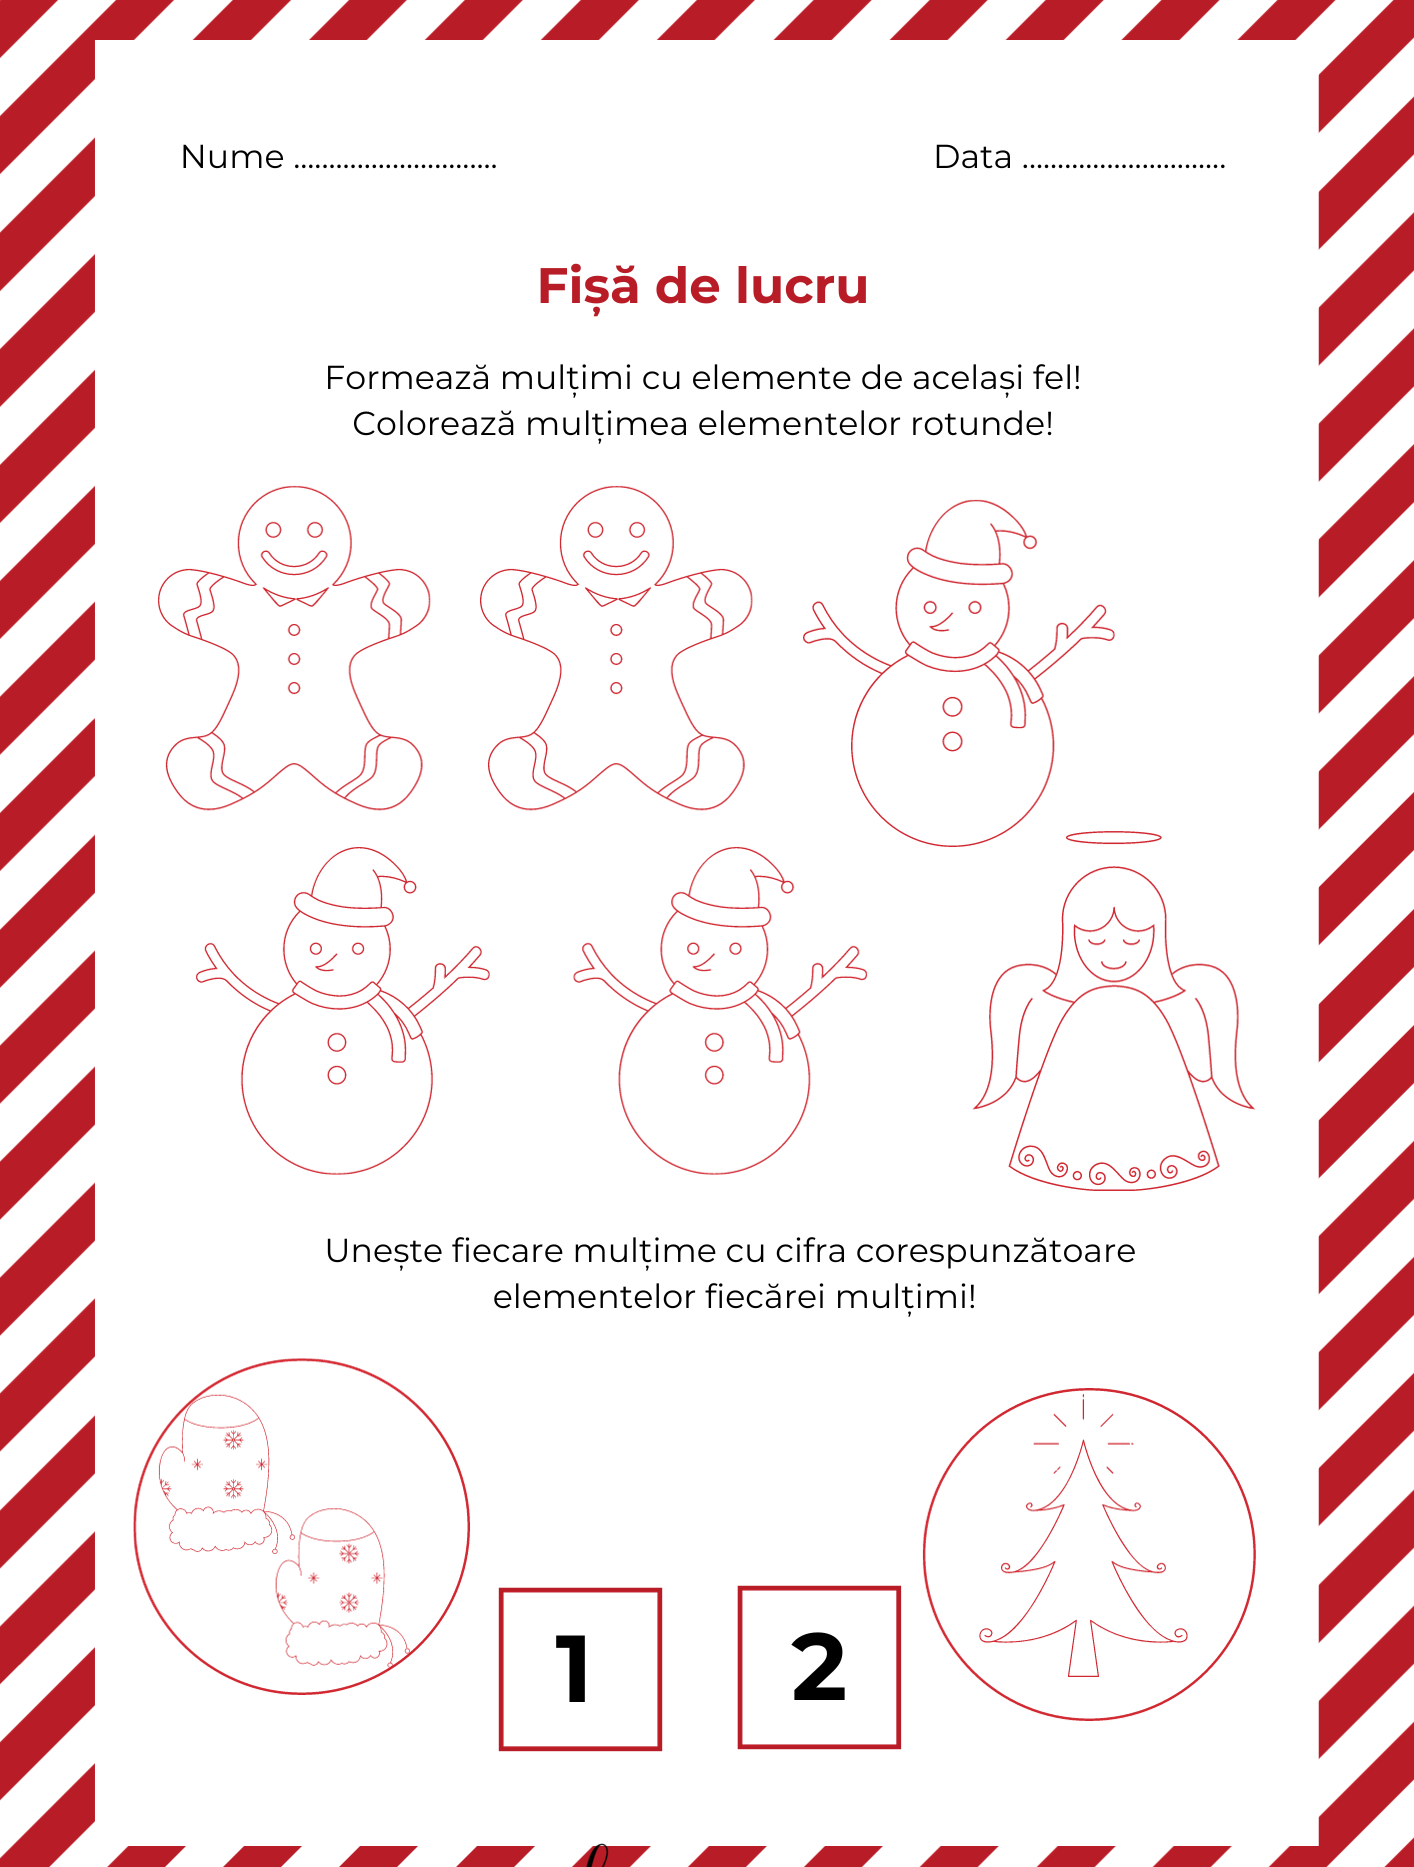 Nume .............................
Data .............................
Fișă de lucru
Formează mulțimi cu elemente de același fel!
Colorează mulțimea elementelor rotunde!
Unește fiecare mulțime cu cifra corespunzătoare
elementelor fiecărei mulțimi!
1
2